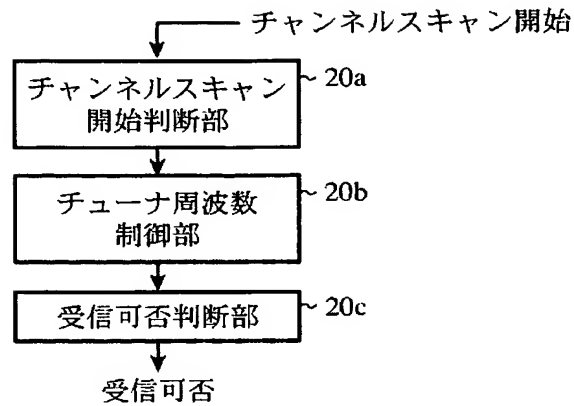 チャンネルスキャン開始
チャンネルスキャン
開始判断部
20a
チューナ周波数
制御部
20b
受信可否判断部
20c
受信可否